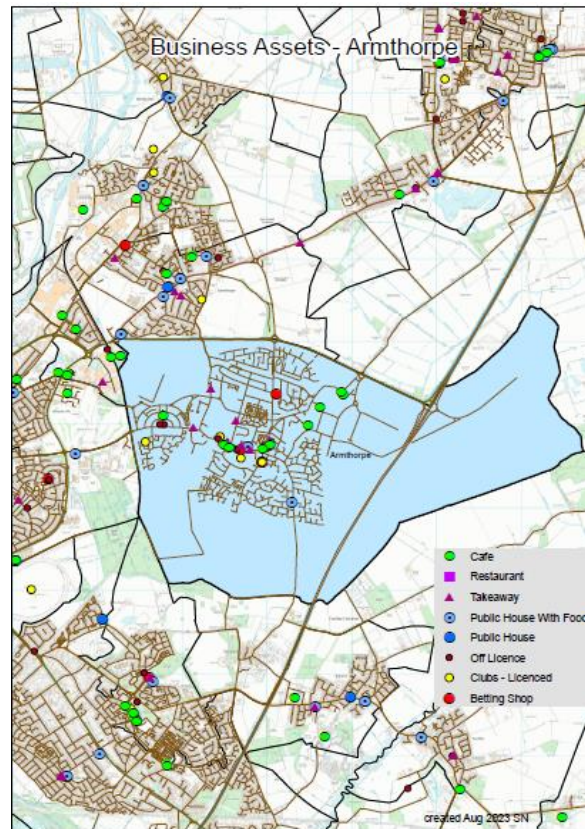 Business Assets - Armthorpe
Armthorpe
Cafe
Restaurant
Takeaway
Public House With Food
Public House
Off Licence
Clubs - Licenced
Betting Shop
created Aug 2023 SN